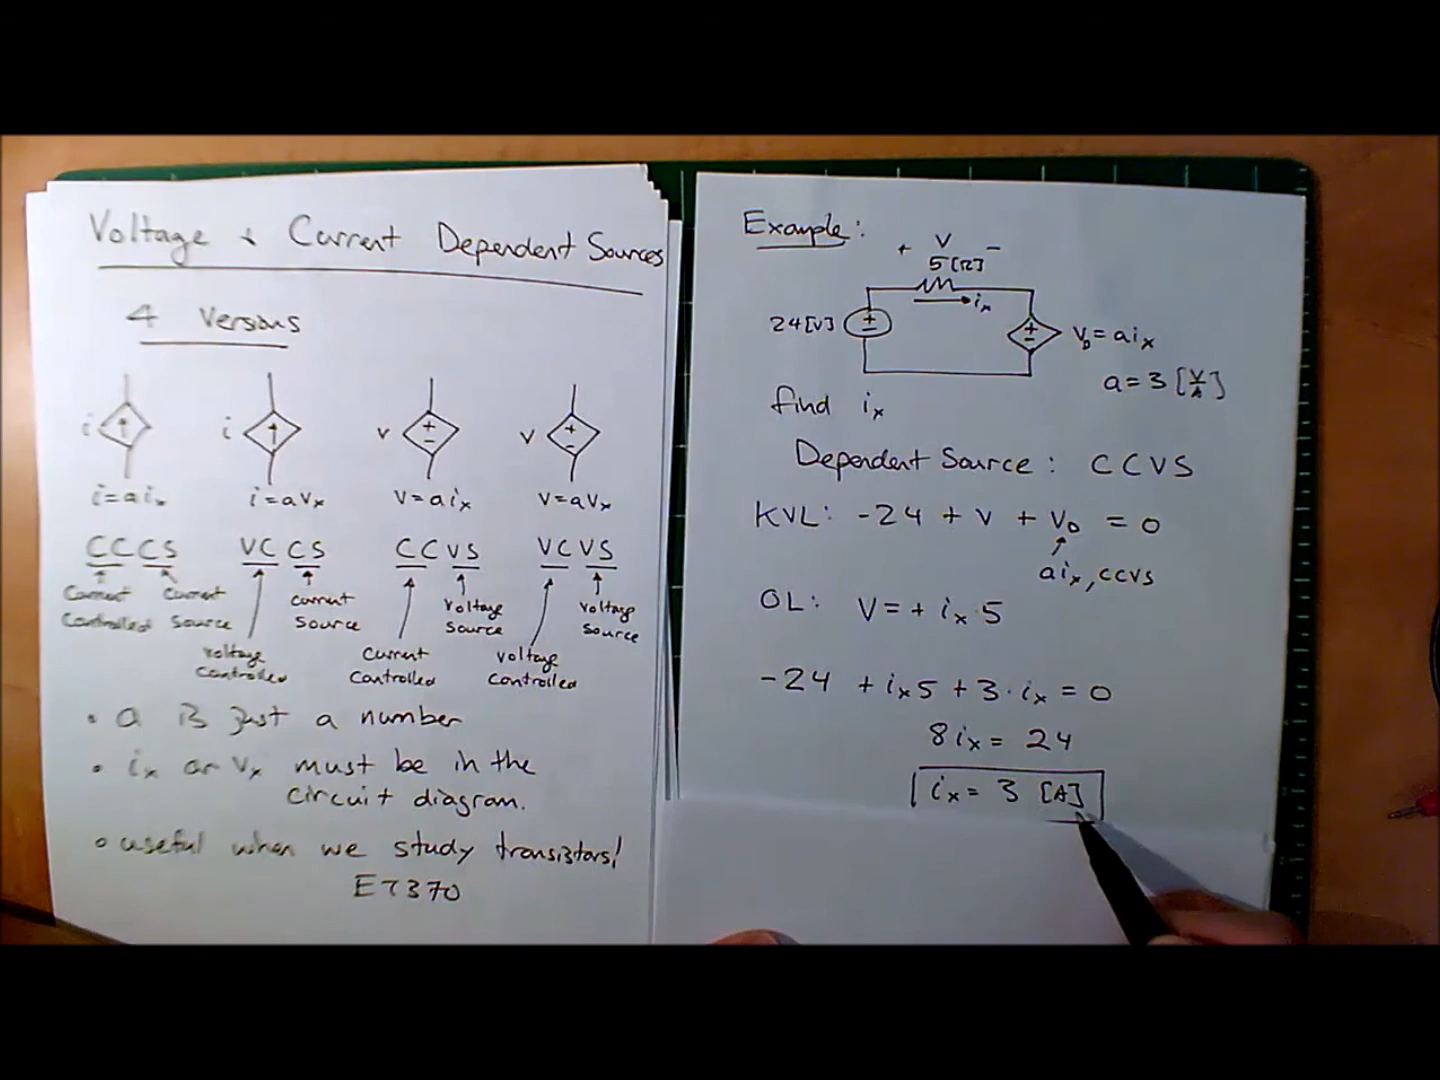 Voltage + Current Dependent Sources
4 Versions
i i v v
i=aix i=avx v=aix v=avx
CCCS VCCS CCVS VCVS
Current Controlled Current Source
voltage Controlled current source
current Controlled voltage source
voltage Controlled voltage source
• a is just a number
• ix or vx must be in the
circuit diagram.
• useful when we study transistors!
ET370
Example:
+ V -
5[Ω]
ix
24[V]
+
-
+
-
VD=aix
a=3 [V/A]
find ix
Dependent Source: CCVS
KVL: -24 + V + VD = 0
aix, CCVS
OL: V=+ ix·5
-24 + ix5 + 3·ix = 0
8ix = 24
ix= 3 [A]